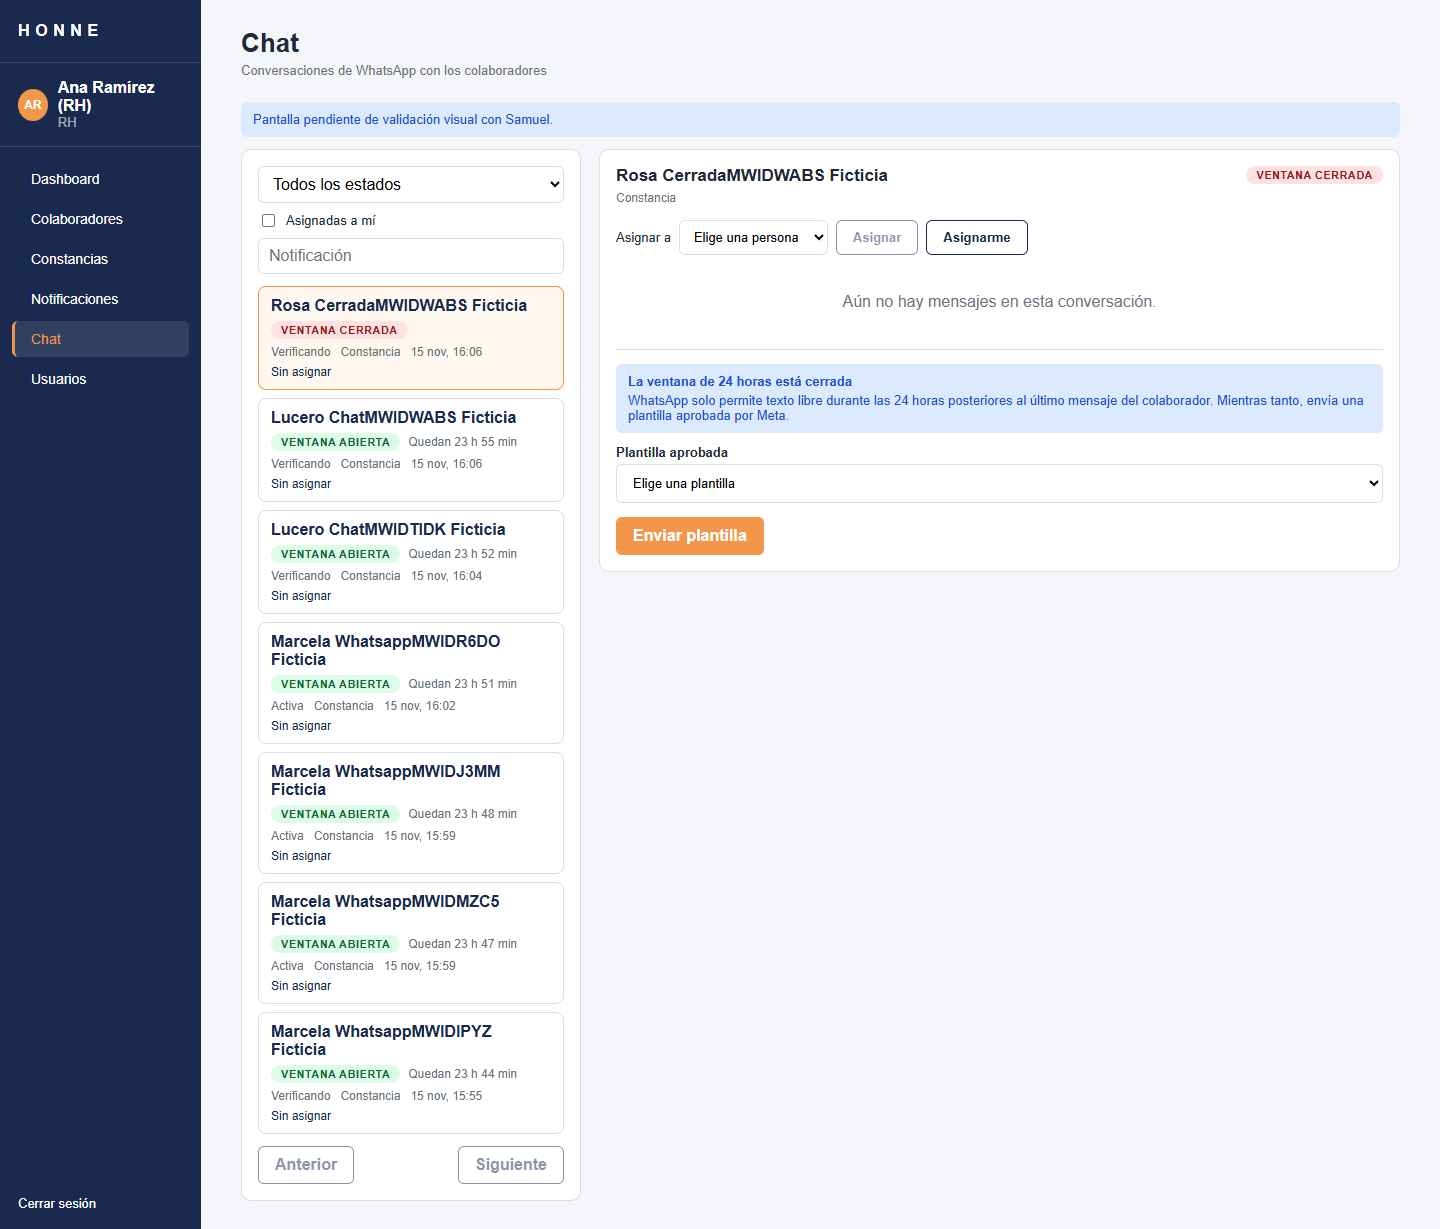 HONNE
AR
Ana Ramírez
(RH)
RH
Dashboard
Colaboradores
Constancias
Notificaciones
Chat
Usuarios
Cerrar sesión
Chat
Conversaciones de WhatsApp con los colaboradores
Pantalla pendiente de validación visual con Samuel.
Todos los estados
Asignadas a mí
Notificación
Rosa CerradaMWIDWABS Ficticia
VENTANA CERRADA
Verificando Constancia 15 nov, 16:06
Sin asignar
Lucero ChatMWIDWABS Ficticia
VENTANA ABIERTA Quedan 23 h 55 min
Verificando Constancia 15 nov, 16:06
Sin asignar
Lucero ChatMWIDTIDK Ficticia
VENTANA ABIERTA Quedan 23 h 52 min
Verificando Constancia 15 nov, 16:04
Sin asignar
Marcela WhatsappMWIDR6DO
Ficticia
VENTANA ABIERTA Quedan 23 h 51 min
Activa Constancia 15 nov, 16:02
Sin asignar
Marcela WhatsappMWIDJ3MM
Ficticia
VENTANA ABIERTA Quedan 23 h 48 min
Activa Constancia 15 nov, 15:59
Sin asignar
Marcela WhatsappMWIDMZC5
Ficticia
VENTANA ABIERTA Quedan 23 h 47 min
Activa Constancia 15 nov, 15:59
Sin asignar
Marcela WhatsappMWIDIPYZ
Ficticia
VENTANA ABIERTA Quedan 23 h 44 min
Verificando Constancia 15 nov, 15:55
Sin asignar
Anterior Siguiente
Rosa CerradaMWIDWABS Ficticia VENTANA CERRADA
Constancia
Asignar a Elige una persona Asignar Asignarme
Aún no hay mensajes en esta conversación.
La ventana de 24 horas está cerrada
WhatsApp solo permite texto libre durante las 24 horas posteriores al último mensaje del colaborador. Mientras tanto, envía una
plantilla aprobada por Meta.
Plantilla aprobada
Elige una plantilla
Enviar plantilla